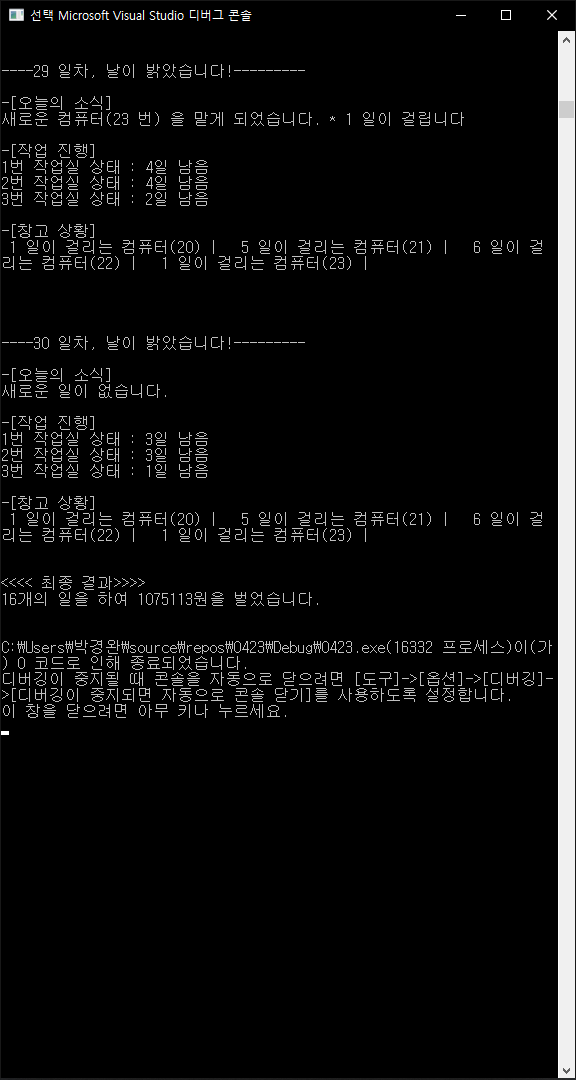 선택 Microsoft Visual Studio 디버그 콘솔
----29 일차, 날이 밝았습니다!---------
-[오늘의 소식]
새로운 컴퓨터(23 번) 을 맡게 되었습니다. * 1 일이 걸립니다
-[작업 진행]
1번 작업실 상태 : 4일 남음
2번 작업실 상태 : 4일 남음
3번 작업실 상태 : 2일 남음
-[창고 상황]
1 일이 걸리는 컴퓨터(20) |   5 일이 걸리는 컴퓨터(21) |   6 일이 걸
리는 컴퓨터(22) |   1 일이 걸리는 컴퓨터(23) |
----30 일차, 날이 밝았습니다!---------
-[오늘의 소식]
새로운 일이 없습니다.
-[작업 진행]
1번 작업실 상태 : 3일 남음
2번 작업실 상태 : 3일 남음
3번 작업실 상태 : 1일 남음
-[창고 상황]
1 일이 걸리는 컴퓨터(20) |   5 일이 걸리는 컴퓨터(21) |   6 일이 걸
리는 컴퓨터(22) |   1 일이 걸리는 컴퓨터(23) |
<<<< 최종 결과>>>>
16개의 일을 하여 1075113원을 벌었습니다.
C:₩Users₩박경완₩source₩repos₩0423₩Debug₩0423.exe(16332 프로세스)이(가
) 0 코드로 인해 종료되었습니다.
디버깅이 중지될 때 콘솔을 자동으로 닫으려면 [도구]->[옵션]->[디버깅]-
>[디버깅이 중지되면 자동으로 콘솔 닫기]를 사용하도록 설정합니다.
이 창을 닫으려면 아무 키나 누르세요.